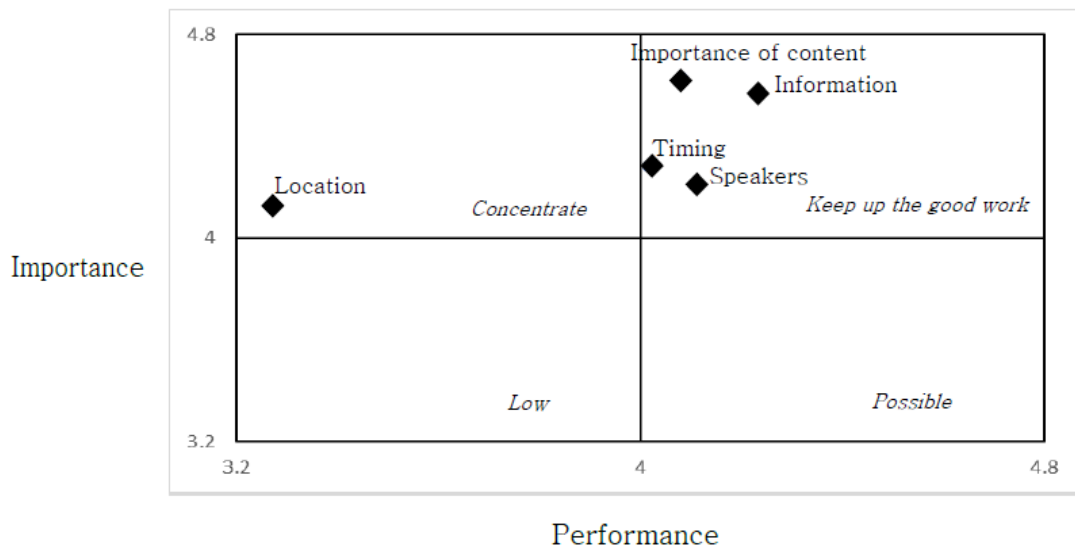 4.8
Importance of content
Information
Timing
Speakers
Location
Concentrate
Keep up the good work
4
Importance
Low
Possible
3.2
3.2
4
4.8
Performance